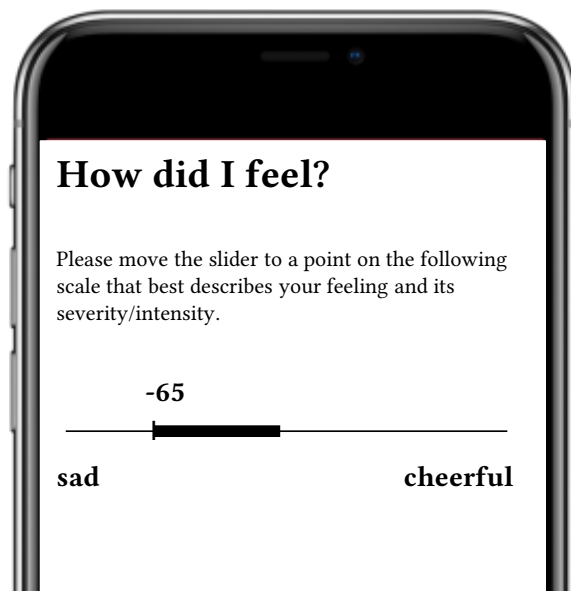 How did I feel?
Please move the slider to a point on the following
scale that best describes your feeling and its
severity/intensity.
-65
sad cheerful